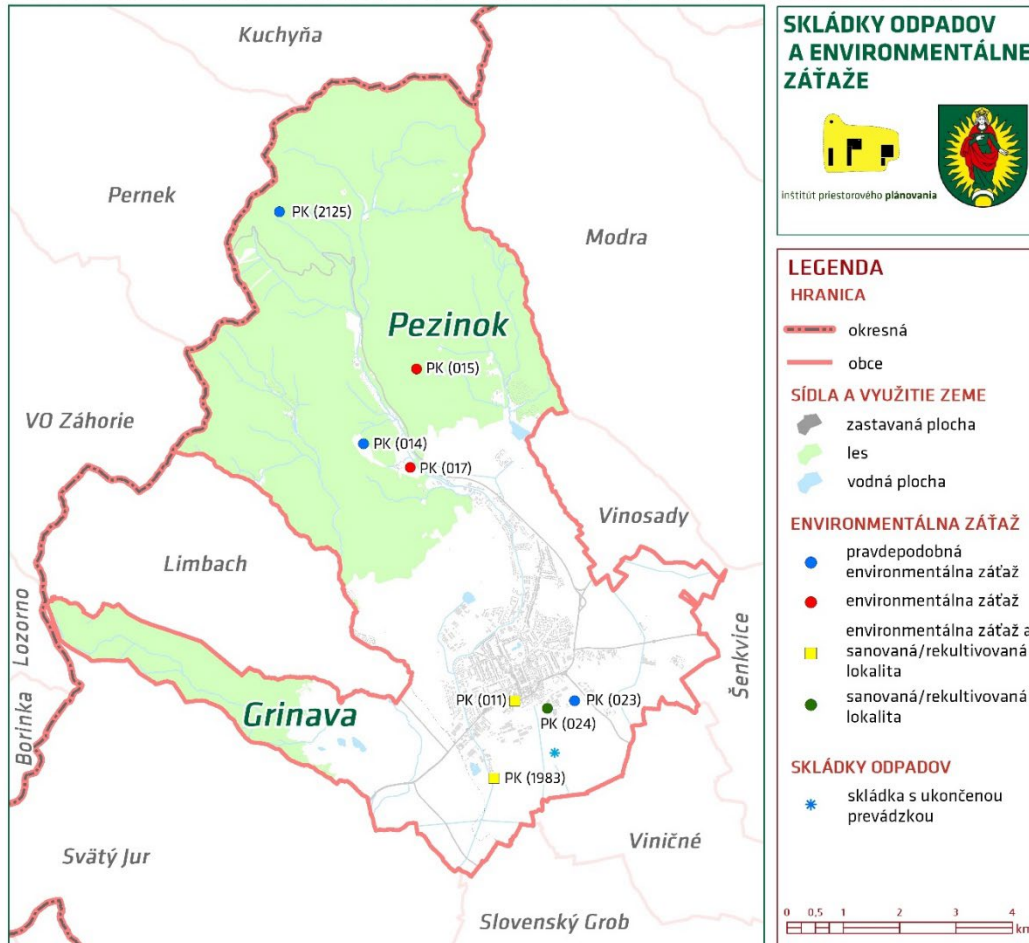 SKLÁDKY ODPADOV
A ENVIRONMENTÁLNE
ZÁŤAŽE
inštitút priestorového plánovania
Kuchyňa
Pernek
Modra
PK (2125)
Pezinok
PK (015)
VO Záhorie
PK (014)
PK (017)
Vinosady
Limbach
Lozorno
Šenkvice
Borinka
Grinava
PK (011)
PK (023)
PK (024)
PK (1983)
Viničné
Svätý Jur
Slovenský Grob
LEGENDA
HRANICA
okresná
obce
SÍDLA A VYUŽITIE ZEME
zastavaná plocha
les
vodná plocha
ENVIRONMENTÁLNA ZÁŤAŽ
pravdepodobná
environmentálna záťaž
environmentálna záťaž
environmentálna záťaž a
sanovaná/rekultivovaná
lokalita
sanovaná/rekultivovaná
lokalita
SKLÁDKY ODPADOV
skládka s ukončenou
prevádzkou
0 0,5 1 2 3 4
km